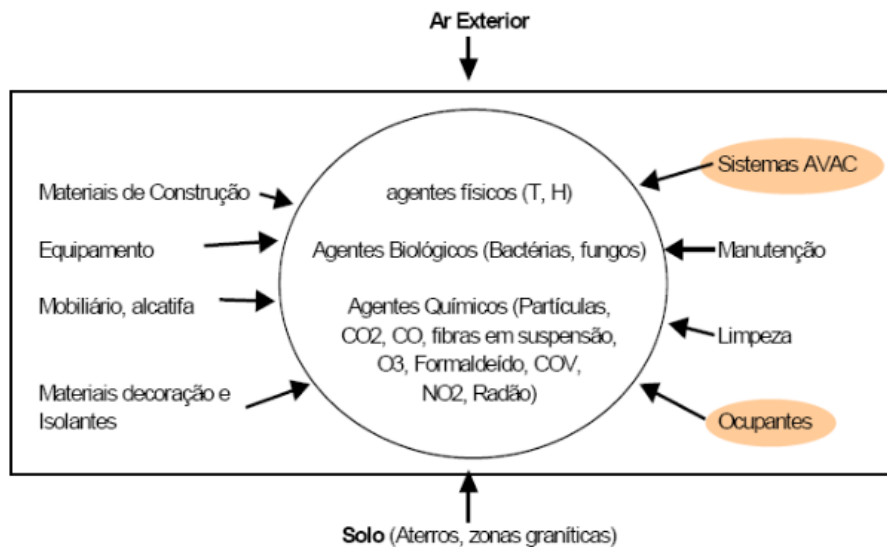 Ar Exterior
Materiais de Construção
Equipamento
Mobiliário, alcatifa
Materiais decoração e
Isolantes
agentes físicos (T, H)
Agentes Biológicos (Bactérias, fungos)
Agentes Químicos (Partículas,
CO2, CO, fibras em suspensão,
O3, Formaldeído, COV,
NO2, Radão)
Sistemas AVAC
Manutenção
Limpeza
Ocupantes
Solo (Aterros, zonas graníticas)